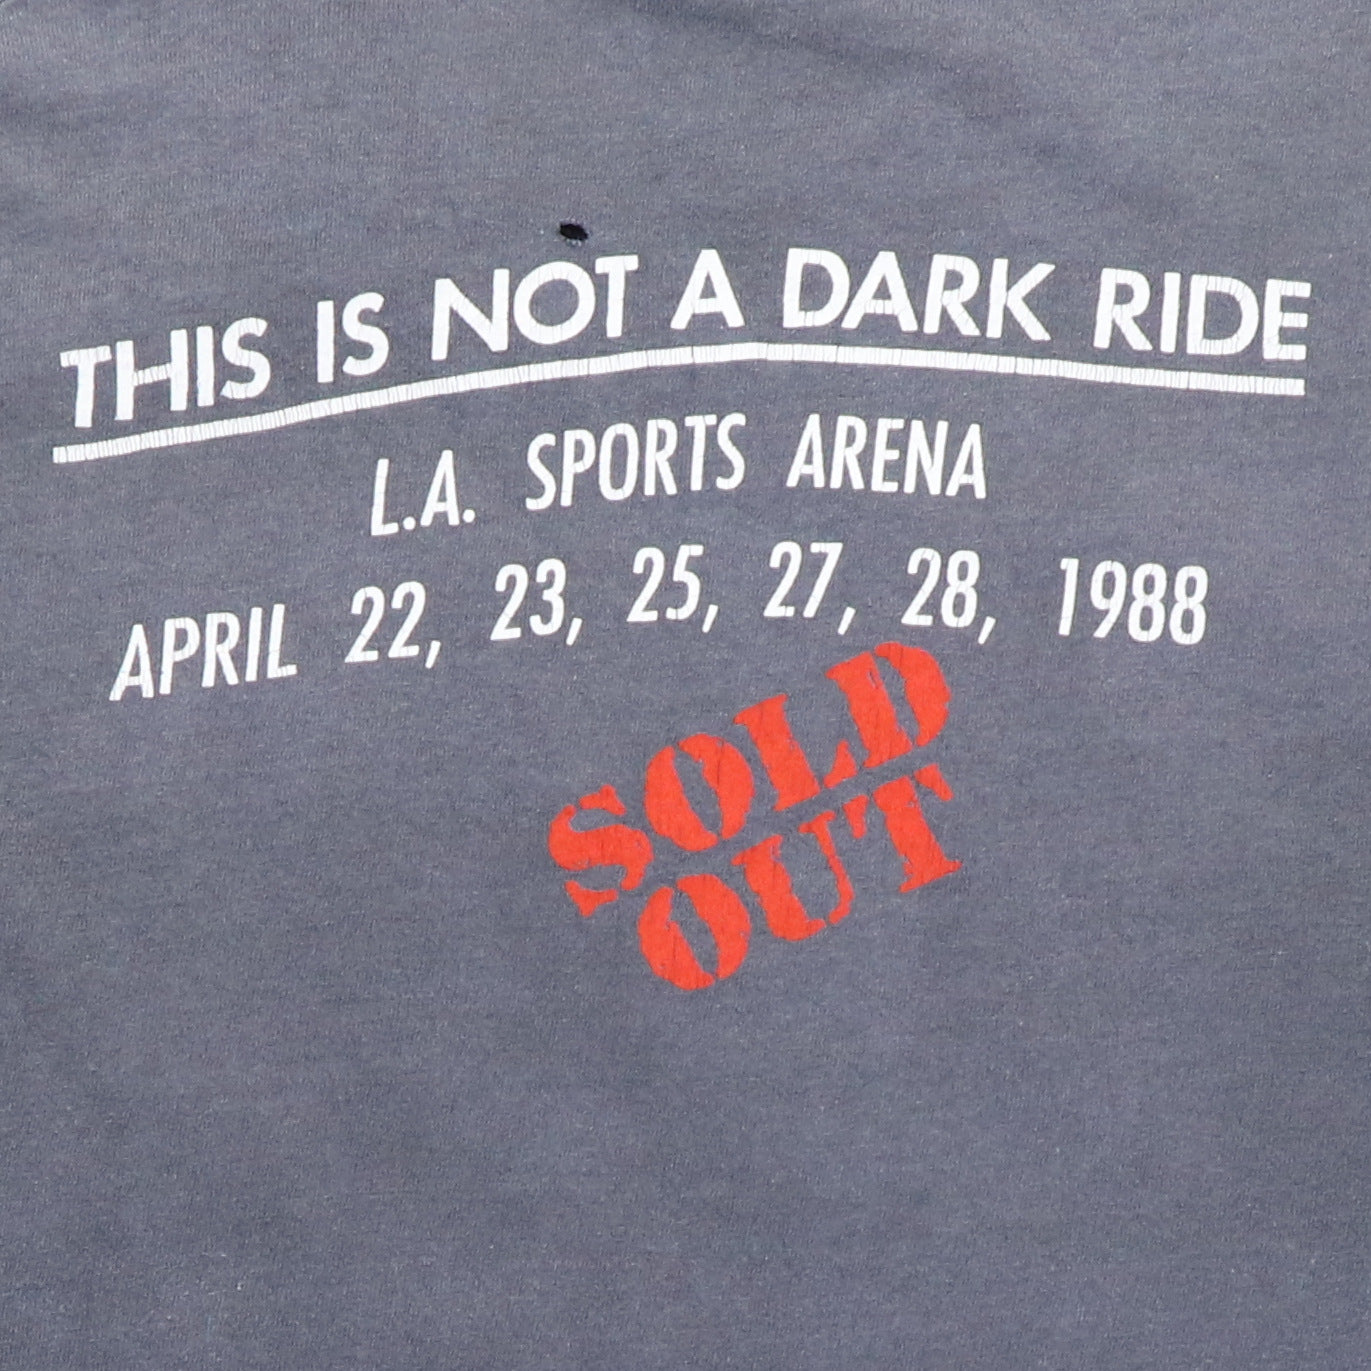 THIS IS NOT A DARK RIDE
L.A. SPORTS ARENA
APRIL 22, 23, 25, 27, 28, 1988
SOLD
OUT